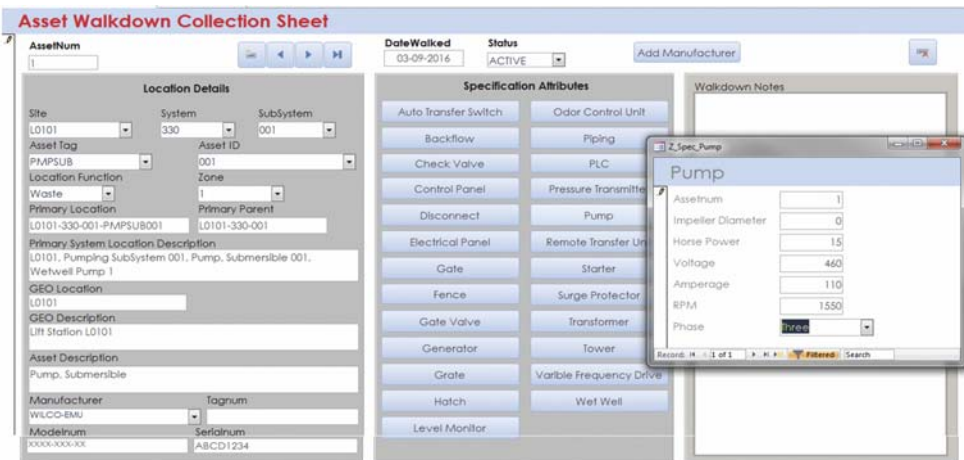 Asset Walkdown Collection Sheet
AssetNum
1
DateWalked
03-09-2016
Status
ACTIVE
Add Manufacturer
Location Details
Site System SubSystem
L0101 330 001
Asset Tag Asset ID
PMPSUB 001
Location Function Zone
Waste 1
Primary Location Primary Parent
L0101-330-001-PMPSUB001 L0101-330-001
Primary System Location Description
L0101, Pumping SubSystem 001, Pump, Submersible 001,
Wetwell Pump 1
GEO Location
L0101
GEO Description
Lift Station L0101
Asset Description
Pump, Submersible
Manufacturer Tagnum
WILCO-EMU
Modelnum Serialnum
XXXX-XXX-XX ABCD1234
Specification Attributes
Auto Transfer Switch Odor Control Unit
Backflow Piping
Check Valve PLC
Control Panel Pressure Transmitte
Disconnect Pump
Electrical Panel Remote Transfer Un
Gate Starter
Fence Surge Protector
Gate Valve Transformer
Generator Tower
Grate Varible Frequency Drive
Hatch Wet Well
Level Monitor
Walkdown Notes
Z_Spec_Pump
Pump
Assetnum 1
Impeller Diameter 0
Horse Power 15
Voltage 460
Amperage 110
RPM 1550
Phase Three
Record: 1 of 1 Filtered Search